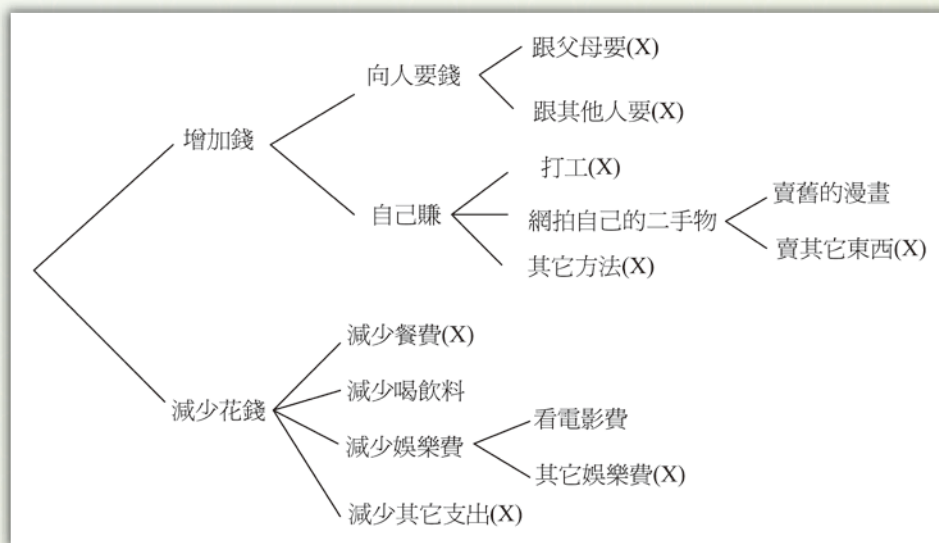 增加錢
向人要錢
跟父母要(X)
跟其他人要(X)
自己賺
打工(X)
網拍自己的二手物
賣舊的漫畫
賣其它東西(X)
其它方法(X)
減少花錢
減少餐費(X)
減少喝飲料
減少娛樂費
看電影費
其它娛樂費(X)
減少其它支出(X)